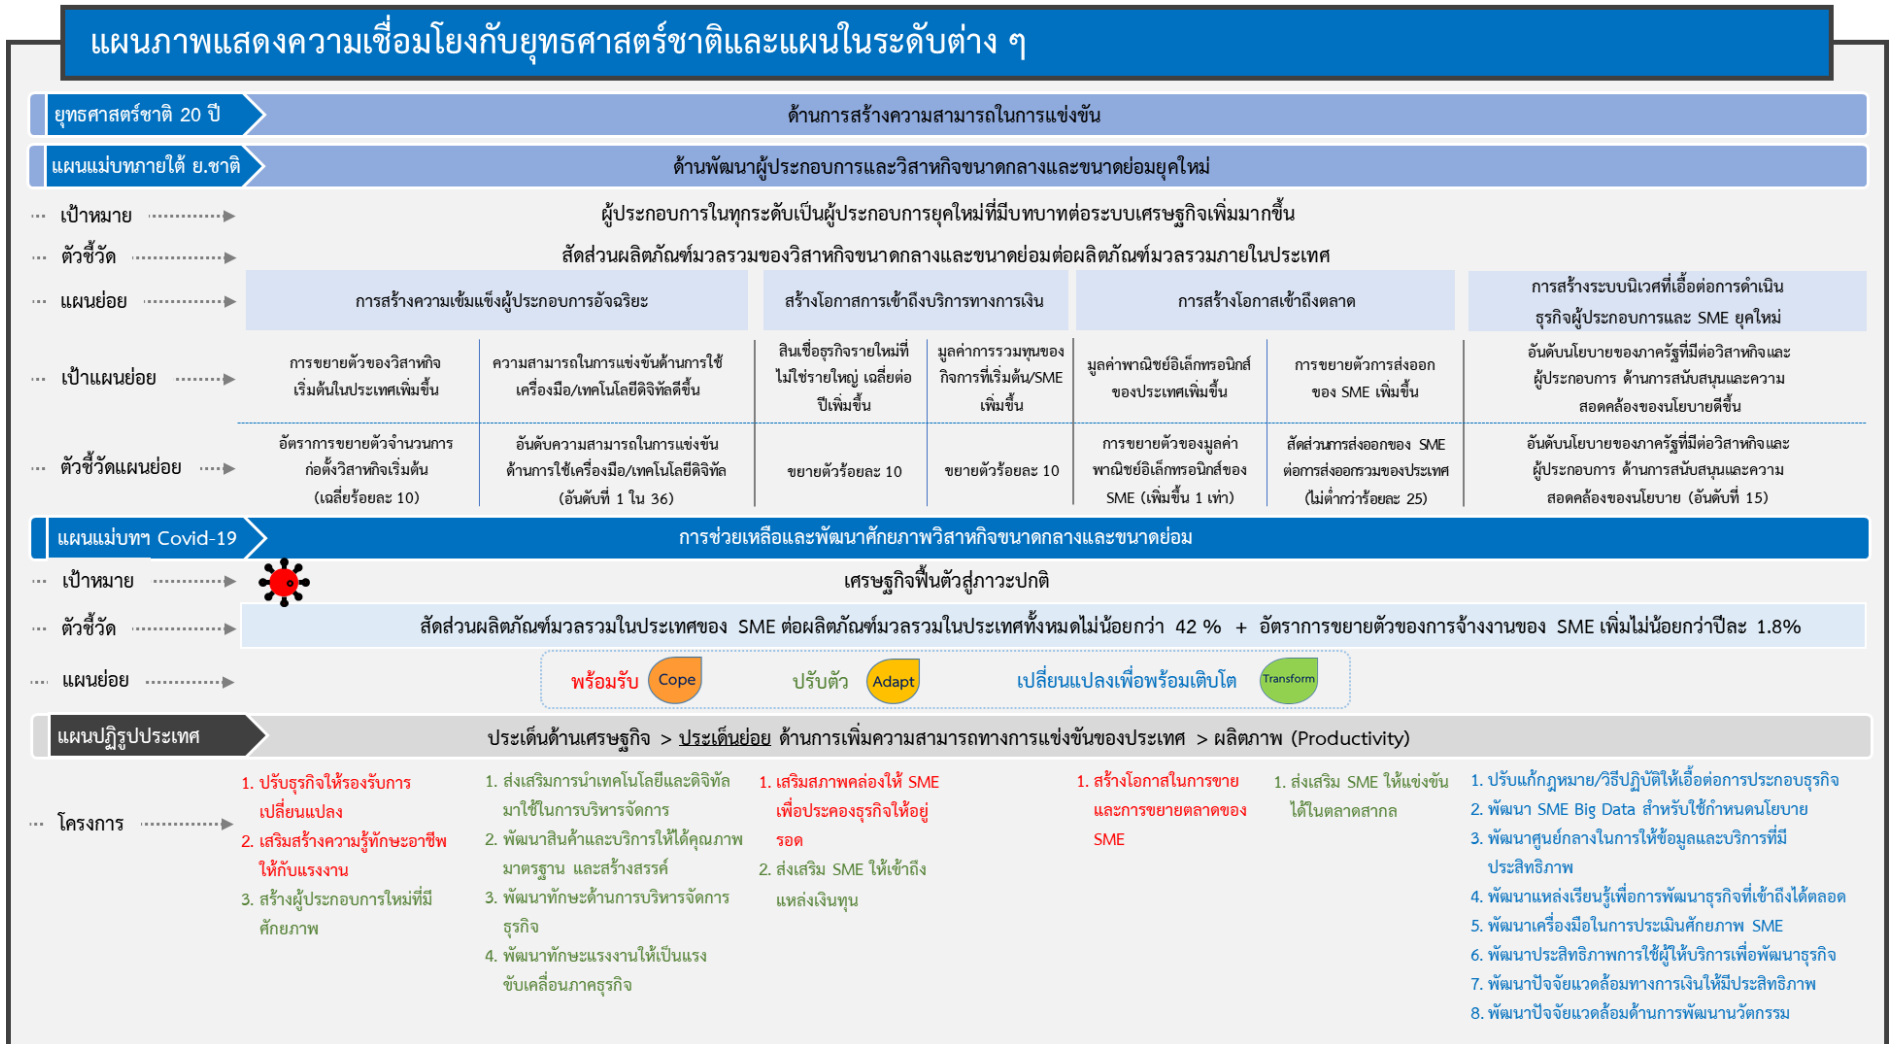 แผนภาพแสดงความเชื่อมโยงกับยุทธศาสตร์ชาติและแผนในระดับต่าง ๆ
ยุทธศาสตร์ชาติ 20 ปี
ด้านการสร้างความสามารถในการแข่งขัน
แผนแม่บทภายใต้ ย.ชาติ
ด้านพัฒนาผู้ประกอบการและวิสาหกิจขนาดกลางและขนาดย่อมยุคใหม่
เป้าหมาย
ผู้ประกอบการในทุกระดับเป็นผู้ประกอบการยุคใหม่ที่มีบทบาทต่อระบบเศรษฐกิจเพิ่มมากขึ้น
ตัวชี้วัด
สัดส่วนผลิตภัณฑ์มวลรวมของวิสาหกิจขนาดกลางและขนาดย่อมต่อผลิตภัณฑ์มวลรวมภายในประเทศ
แผนย่อย
การสร้างความเข้มแข็งผู้ประกอบการอัจฉริยะ
สร้างโอกาสการเข้าถึงบริการทางการเงิน
การสร้างโอกาสเข้าถึงตลาด
การสร้างระบบนิเวศที่เอื้อต่อการดำเนิน
ธุรกิจผู้ประกอบการและ SME ยุคใหม่
เป้าแผนย่อย
การขยายตัวของวิสาหกิจ
เริ่มต้นในประเทศเพิ่มขึ้น
ความสามารถในการแข่งขันด้านการใช้
เครื่องมือ/เทคโนโลยีดิจิทัลดีขึ้น
สินเชื่อธุรกิจรายใหม่ที่
ไม่ใช่รายใหญ่ เฉลี่ยต่อ
ปีเพิ่มขึ้น
มูลค่าการรวมทุนของ
กิจการที่เริ่มต้น/SME
เพิ่มขึ้น
มูลค่าพาณิชย์อิเล็กทรอนิกส์
ของประเทศเพิ่มขึ้น
การขยายตัวการส่งออก
ของ SME เพิ่มขึ้น
อันดับนโยบายของภาครัฐที่มีต่อวิสาหกิจและ
ผู้ประกอบการ ด้านการสนับสนุนและความ
สอดคล้องของนโยบายดีขึ้น
ตัวชี้วัดแผนย่อย
อัตราการขยายตัวจำนวนการ
ก่อตั้งวิสาหกิจเริ่มต้น
(เฉลี่ยร้อยละ 10)
อันดับความสามารถในการแข่งขัน
ด้านการใช้เครื่องมือ/เทคโนโลยีดิจิทัล
(อันดับที่ 1 ใน 36)
ขยายตัวร้อยละ 10
ขยายตัวร้อยละ 10
การขยายตัวของมูลค่า
พาณิชย์อิเล็กทรอนิกส์ของ
SME (เพิ่มขึ้น 1 เท่า)
สัดส่วนการส่งออกของ SME
ต่อการส่งออกรวมของประเทศ
(ไม่ต่ำกว่าร้อยละ 25)
อันดับนโยบายของภาครัฐที่มีต่อวิสาหกิจและ
ผู้ประกอบการ ด้านการสนับสนุนและความ
สอดคล้องของนโยบาย (อันดับที่ 15)
แผนแม่บทฯ Covid-19
การช่วยเหลือและพัฒนาศักยภาพวิสาหกิจขนาดกลางและขนาดย่อม
เป้าหมาย
เศรษฐกิจฟื้นตัวสู่ภาวะปกติ
ตัวชี้วัด
สัดส่วนผลิตภัณฑ์มวลรวมในประเทศของ SME ต่อผลิตภัณฑ์มวลรวมในประเทศทั้งหมดไม่น้อยกว่า 42 % + อัตราการขยายตัวของการจ้างงานของ SME เพิ่มไม่น้อยกว่าปีละ 1.8%
แผนย่อย
พร้อมรับ Cope
ปรับตัว Adapt
เปลี่ยนแปลงเพื่อพร้อมเติบโต Transform
แผนปฏิรูปประเทศ
ประเด็นด้านเศรษฐกิจ > ประเด็นย่อย ด้านการเพิ่มความสามารถทางการแข่งขันของประเทศ > ผลิตภาพ (Productivity)
โครงการ
1. ปรับธุรกิจให้รองรับการ
เปลี่ยนแปลง
2. เสริมสร้างความรู้ทักษะอาชีพ
ให้กับแรงงาน
3. สร้างผู้ประกอบการใหม่ที่มี
ศักยภาพ
1. ส่งเสริมการนำเทคโนโลยีและดิจิทัล
มาใช้ในการบริหารจัดการ
2. พัฒนาสินค้าและบริการให้ได้คุณภาพ
มาตรฐาน และสร้างสรรค์
3. พัฒนาทักษะด้านการบริหารจัดการ
ธุรกิจ
4. พัฒนาทักษะแรงงานให้เป็นแรง
ขับเคลื่อนภาคธุรกิจ
1. เสริมสภาพคล่องให้ SME
เพื่อประคองธุรกิจให้อยู่
รอด
2. ส่งเสริม SME ให้เข้าถึง
แหล่งเงินทุน
1. สร้างโอกาสในการขาย
และการขยายตลาดของ
SME
1. ส่งเสริม SME ให้แข่งขัน
ได้ในตลาดสากล
1. ปรับแก้กฎหมาย/วิธีปฏิบัติให้เอื้อต่อการประกอบธุรกิจ
2. พัฒนา SME Big Data สำหรับใช้กำหนดนโยบาย
3. พัฒนาศูนย์กลางในการให้ข้อมูลและบริการที่มี
ประสิทธิภาพ
4. พัฒนาแหล่งเรียนรู้เพื่อการพัฒนาธุรกิจที่เข้าถึงได้ตลอด
5. พัฒนาเครื่องมือในการประเมินศักยภาพ SME
6. พัฒนาประสิทธิภาพการใช้ผู้ให้บริการเพื่อพัฒนาธุรกิจ
7. พัฒนาปัจจัยแวดล้อมทางการเงินให้มีประสิทธิภาพ
8. พัฒนาปัจจัยแวดล้อมด้านการพัฒนานวัตกรรม